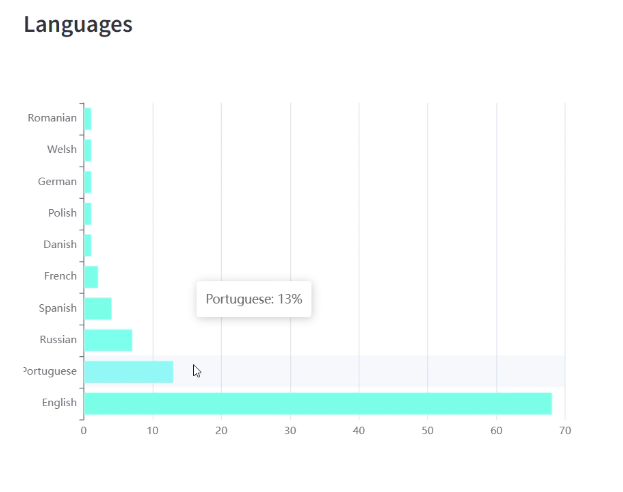 Languages
Romanian
Welsh
German
Polish
Danish
French
Spanish
Portuguese: 13%
Russian
Portuguese
English
0 10 20 30 40 50 60 70